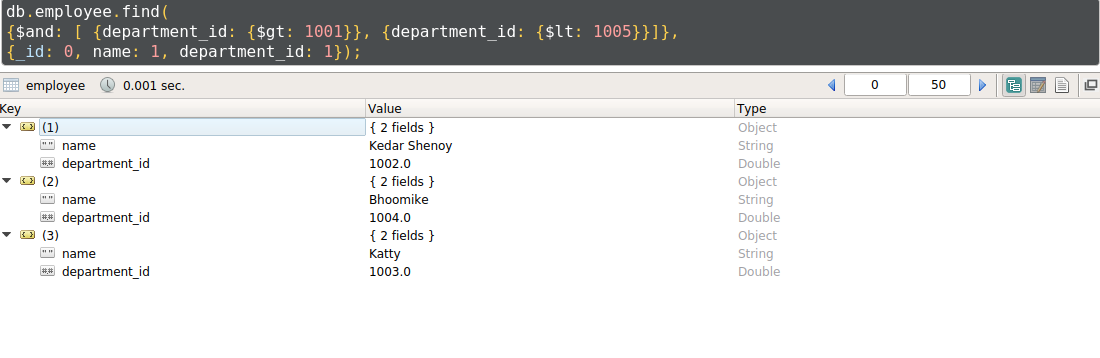 db.employee.find(
{$and: [ {department_id: {$gt: 1001}}, {department_id: {$lt: 1005}}]},
{_id: 0, name: 1, department_id: 1});
employee 0.001 sec. 0 50
Key Value Type
(1) { 2 fields } Object
"" name Kedar Shenoy String
#.# department_id 1002.0 Double
(2) { 2 fields } Object
"" name Bhoomike String
#.# department_id 1004.0 Double
(3) { 2 fields } Object
"" name Katty String
#.# department_id 1003.0 Double